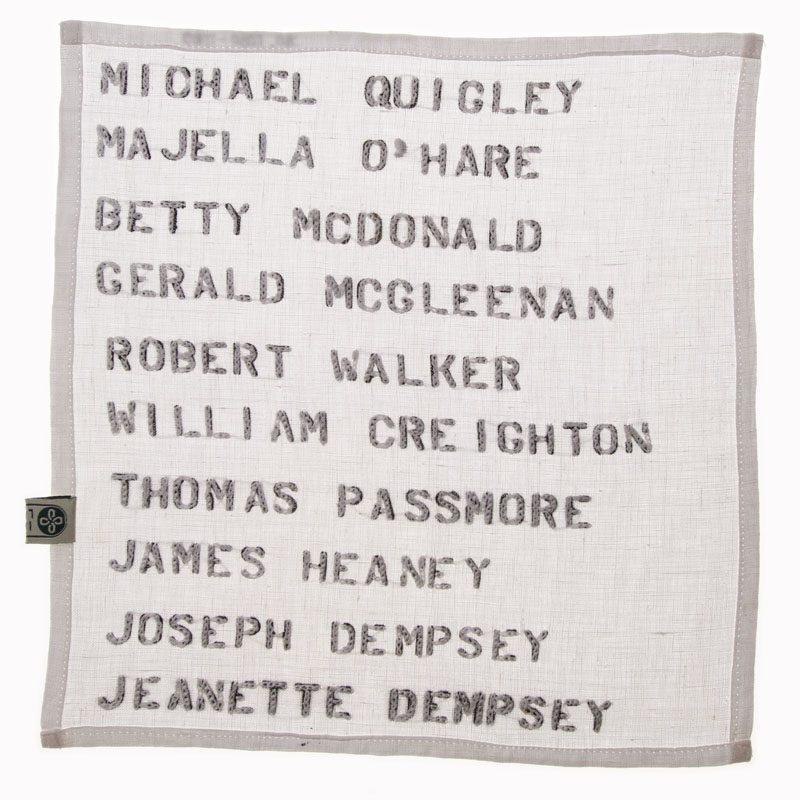 MICHAEL QUIGLEY
MAJELLA O'HARE
BETTY MCDONALD
GERALD MCGLEENAN
ROBERT WALKER
WILLIAM CREIGHTON
THOMAS PASSMORE
JAMES HEANEY
JOSEPH DEMPSEY
JEANETTE DEMPSEY